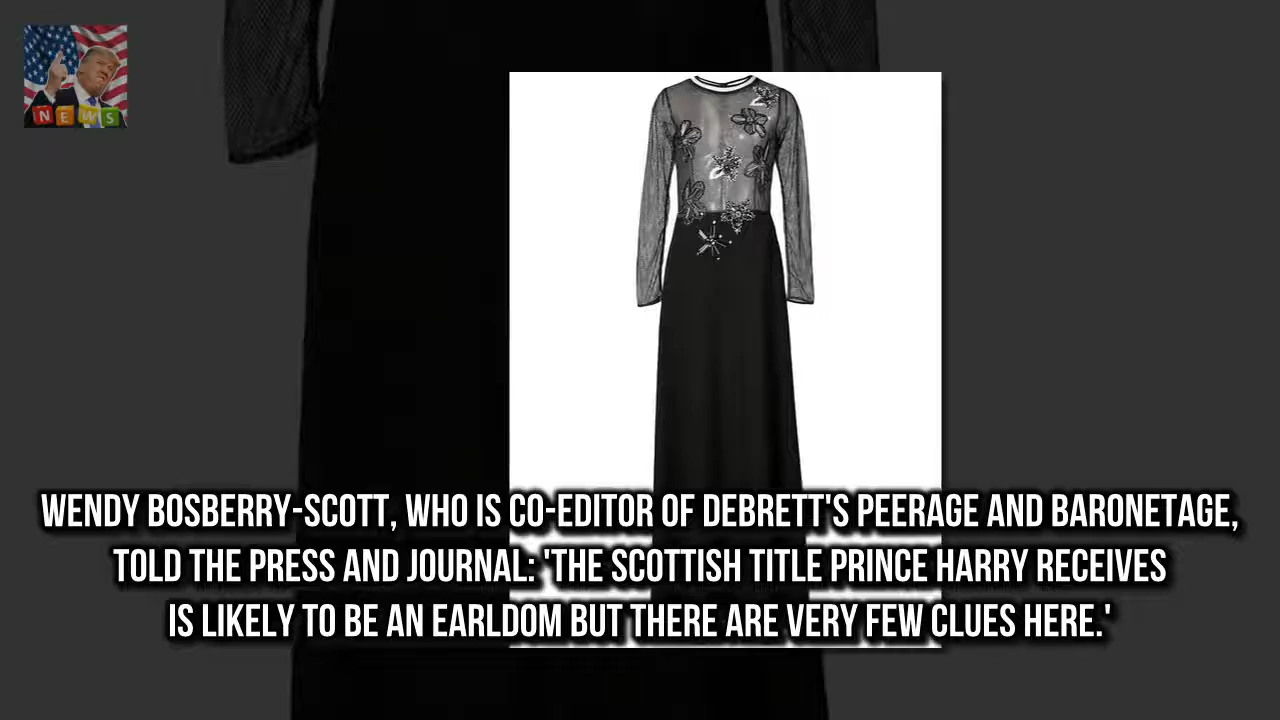 NEWS
WENDY BOSBERRY-SCOTT, WHO IS CO-EDITOR OF DEBRETT'S PEERAGE AND BARONETAGE,
TOLD THE PRESS AND JOURNAL: 'THE SCOTTISH TITLE PRINCE HARRY RECEIVES
IS LIKELY TO BE AN EARLDOM BUT THERE ARE VERY FEW CLUES HERE.'